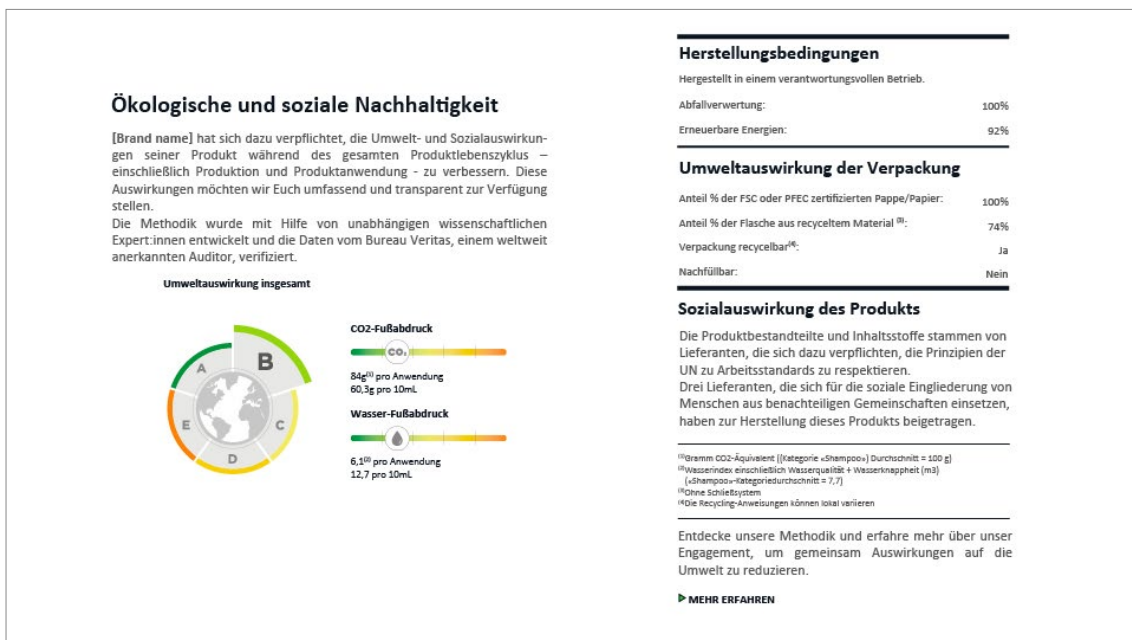 Ökologische und soziale Nachhaltigkeit
[Brand name] hat sich dazu verpflichtet, die Umwelt- und Sozialauswirkun-
gen seiner Produkt während des gesamten Produktlebenszyklus –
einschließlich Produktion und Produktanwendung - zu verbessern. Diese
Auswirkungen möchten wir Euch umfassend und transparent zur Verfügung
stellen.
Die Methodik wurde mit Hilfe von unabhängigen wissenschaftlichen
Expert:innen entwickelt und die Daten vom Bureau Veritas, einem weltweit
anerkannten Auditor, verifiziert.
Umweltauswirkung insgesamt
A
B
C
D
E
CO2-Fußabdruck
CO₂
84g⁽¹⁾ pro Anwendung
60,3g pro 10mL
Wasser-Fußabdruck
6,1⁽²⁾ pro Anwendung
12,7 pro 10mL
Herstellungsbedingungen
Hergestellt in einem verantwortungsvollen Betrieb.
Abfallverwertung: 100%
Erneuerbare Energien: 92%
Umweltauswirkung der Verpackung
Anteil % der FSC oder PFEC zertifizierten Pappe/Papier: 100%
Anteil % der Flasche aus recyceltem Material ⁽³⁾: 74%
Verpackung recycelbar⁽⁴⁾: Ja
Nachfüllbar: Nein
Sozialauswirkung des Produkts
Die Produktbestandteilte und Inhaltsstoffe stammen von
Lieferanten, die sich dazu verpflichten, die Prinzipien der
UN zu Arbeitsstandards zu respektieren.
Drei Lieferanten, die sich für die soziale Eingliederung von
Menschen aus benachteiligen Gemeinschaften einsetzen,
haben zur Herstellung dieses Produkts beigetragen.
⁽¹⁾Gramm CO2-Äquivalent ((Kategorie «Shampoo») Durchschnitt = 100 g)
⁽²⁾Wasserindex einschließlich Wasserqualität + Wasserknappheit (m3)
(«Shampoo»-Kategoriedurchschnitt = 7,7)
⁽³⁾Ohne Schließsystem
⁽⁴⁾Die Recycling-Anweisungen können lokal variieren
Entdecke unsere Methodik und erfahre mehr über unser
Engagement, um gemeinsam Auswirkungen auf die
Umwelt zu reduzieren.
MEHR ERFAHREN